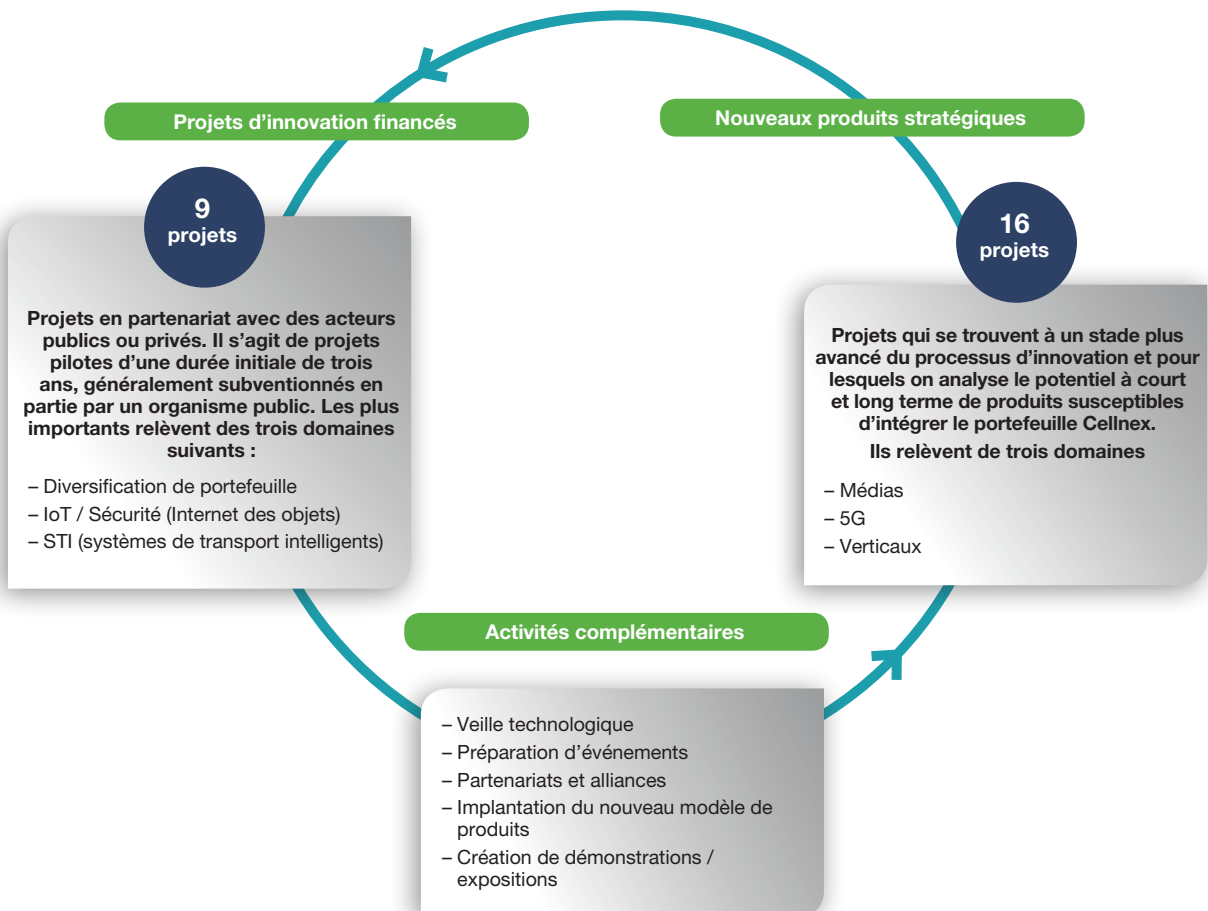 Projets d’innovation financés
9
projets
Projets en partenariat avec des acteurs
publics ou privés. Il s’agit de projets
pilotes d’une durée initiale de trois
ans, généralement subventionnés en
partie par un organisme public. Les plus
importants relèvent des trois domaines
suivants :
– Diversification de portefeuille
– IoT / Sécurité (Internet des objets)
– STI (systèmes de transport intelligents)
Nouveaux produits stratégiques
16
projets
Projets qui se trouvent à un stade plus
avancé du processus d’innovation et pour
lesquels on analyse le potentiel à court
et long terme de produits susceptibles
d’intégrer le portefeuille Cellnex.
Ils relèvent de trois domaines
– Médias
– 5G
– Verticaux
Activités complémentaires
– Veille technologique
– Préparation d’événements
– Partenariats et alliances
– Implantation du nouveau modèle de
produits
– Création de démonstrations /
expositions